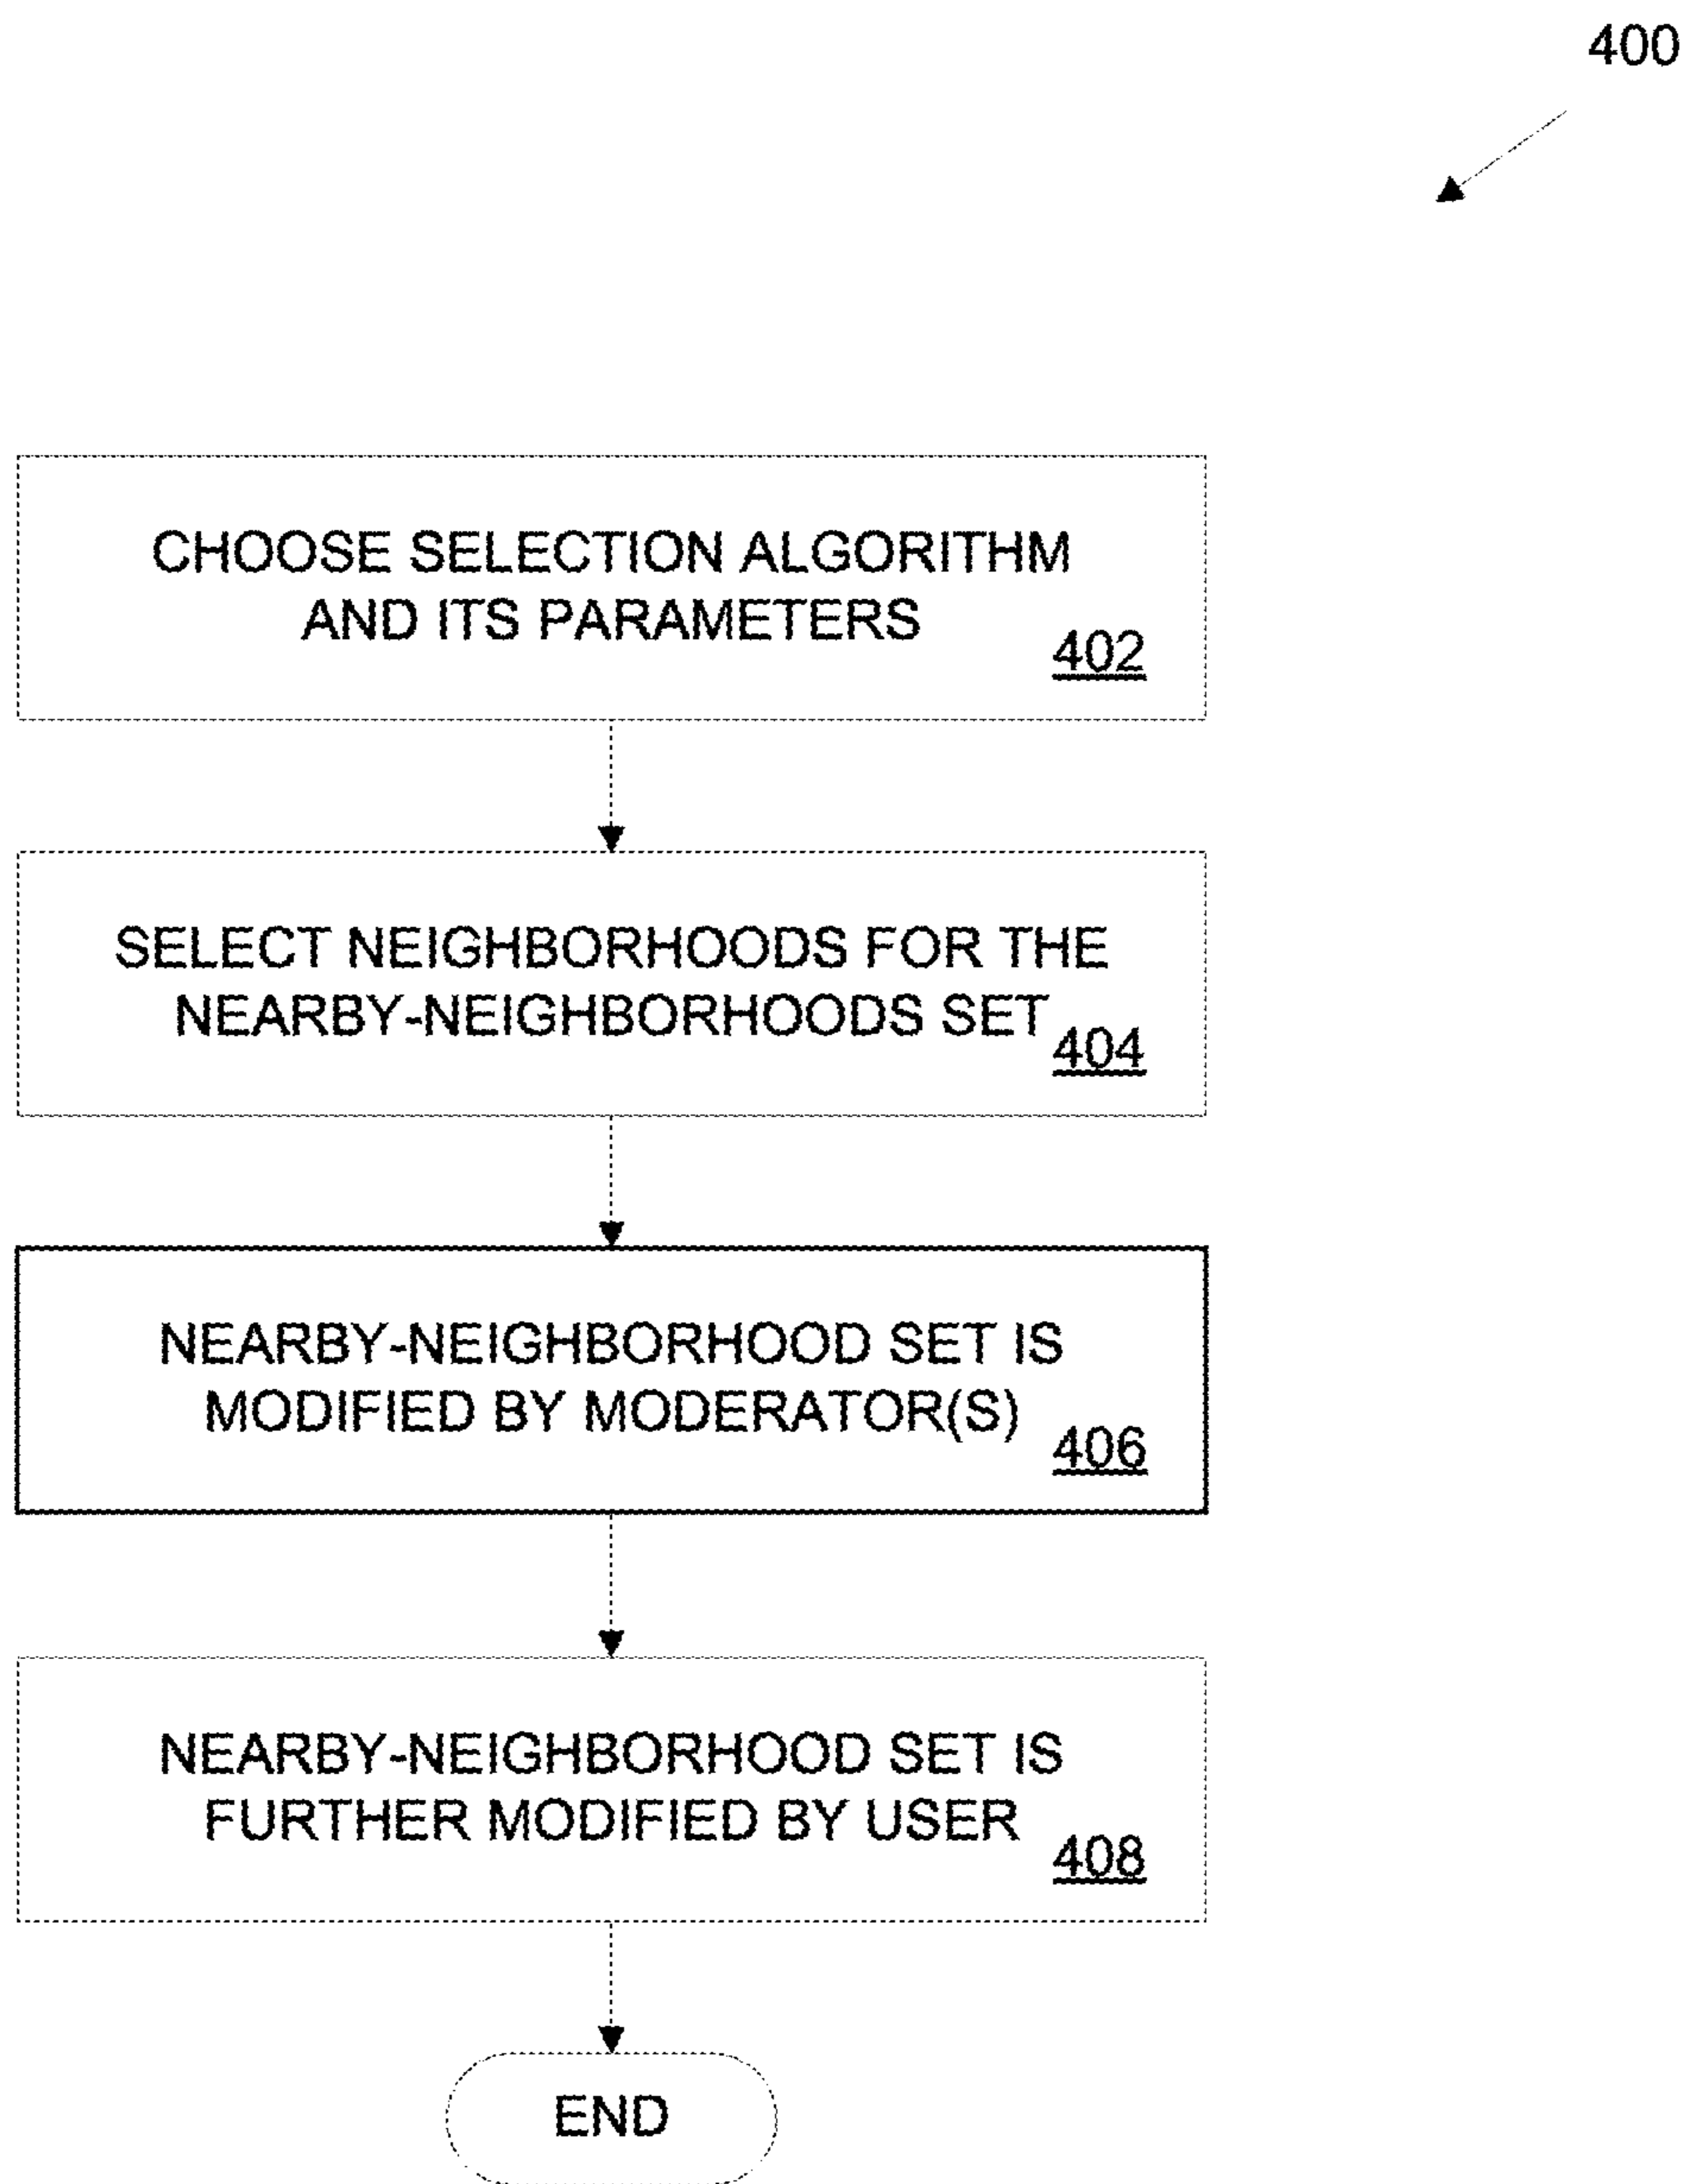 400
CHOOSE SELECTION ALGORITHM
AND ITS PARAMETERS
402
SELECT NEIGHBORHOODS FOR THE
NEARBY-NEIGHBORHOODS SET
404
NEARBY-NEIGHBORHOOD SET IS
MODIFIED BY MODERATOR(S)
406
NEARBY-NEIGHBORHOOD SET IS
FURTHER MODIFIED BY USER
408
END